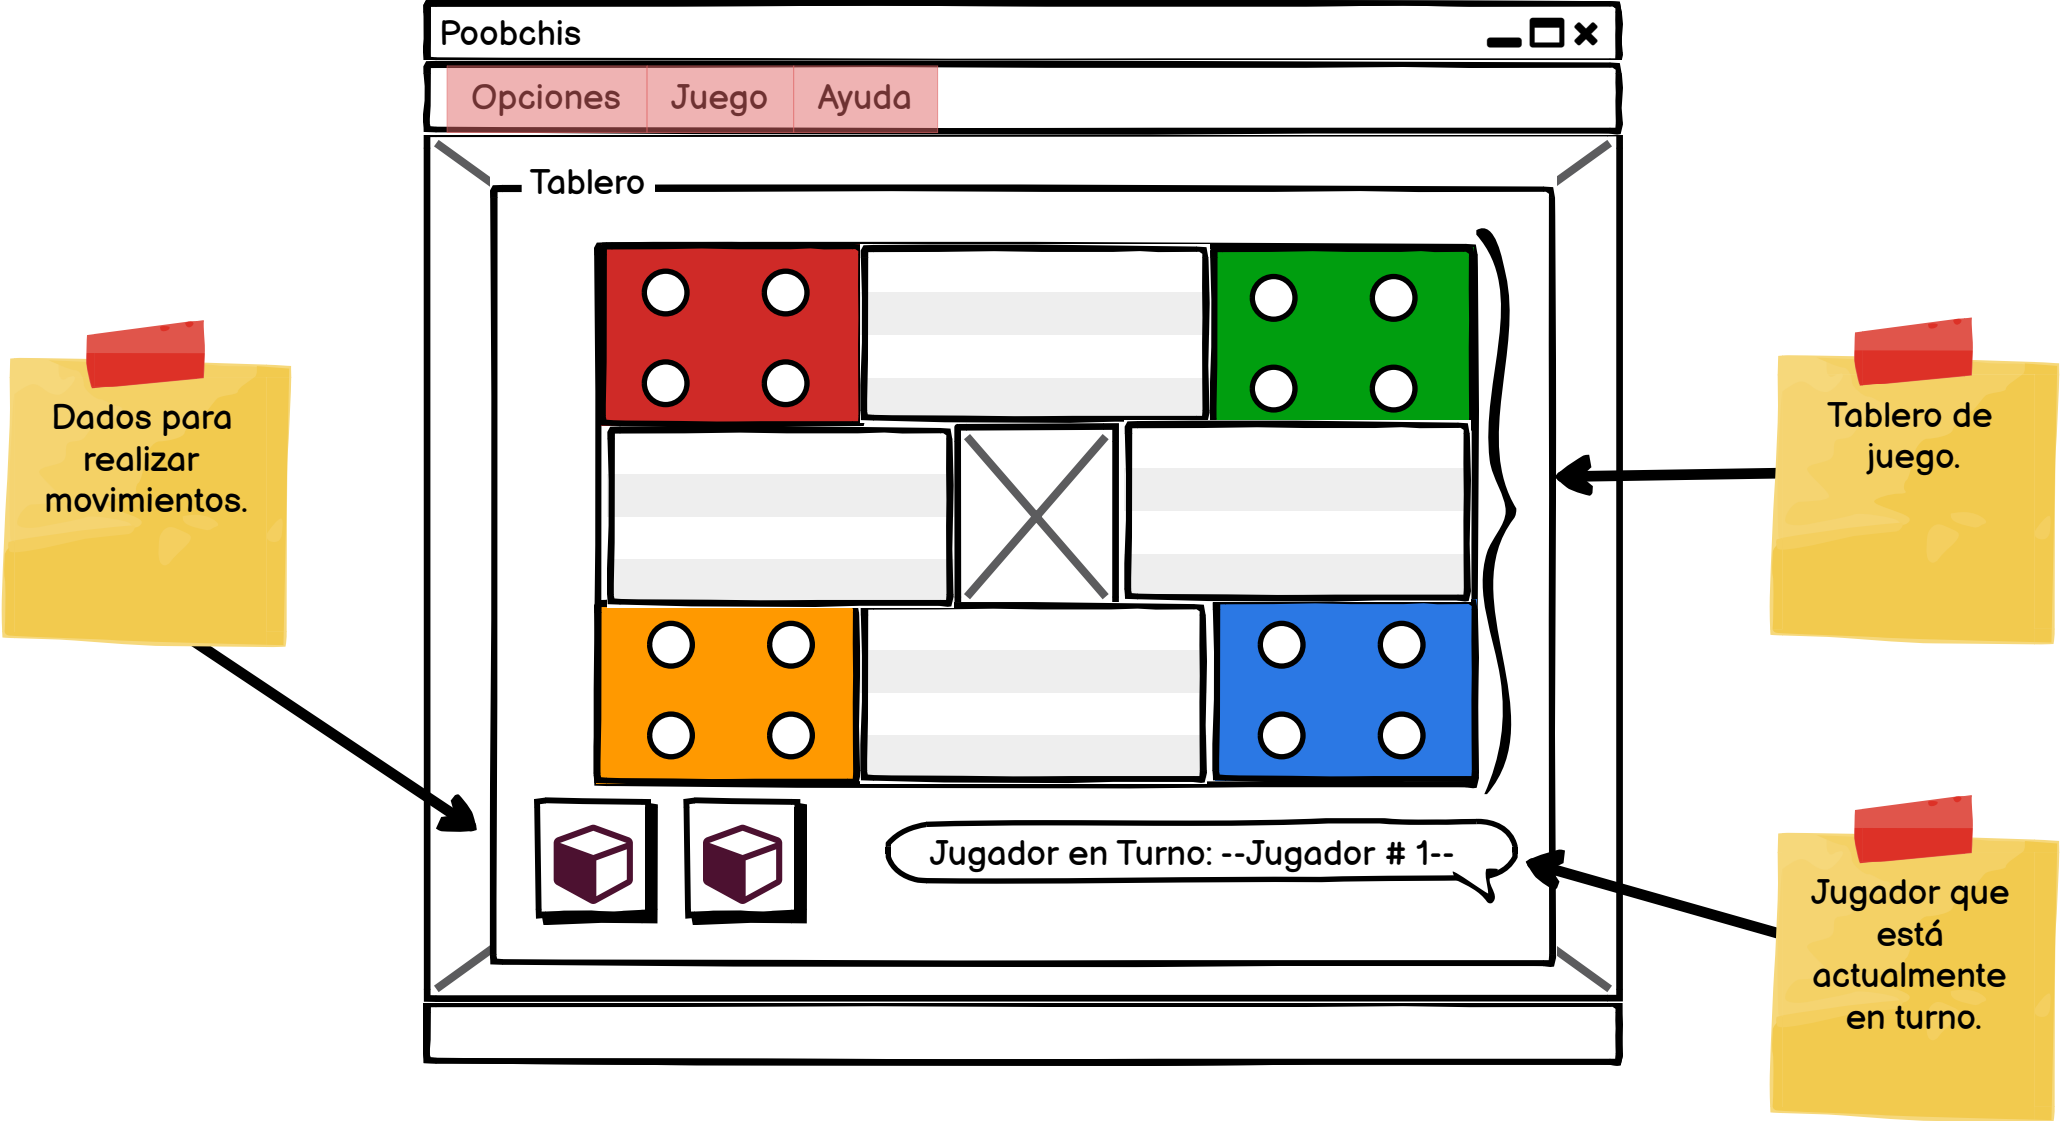 Poobchis
Opciones Juego Ayuda
Tablero
Dados para
realizar
movimientos.
Tablero de
juego.
Jugador en Turno: --Jugador # 1--
Jugador que
está
actualmente
en turno.